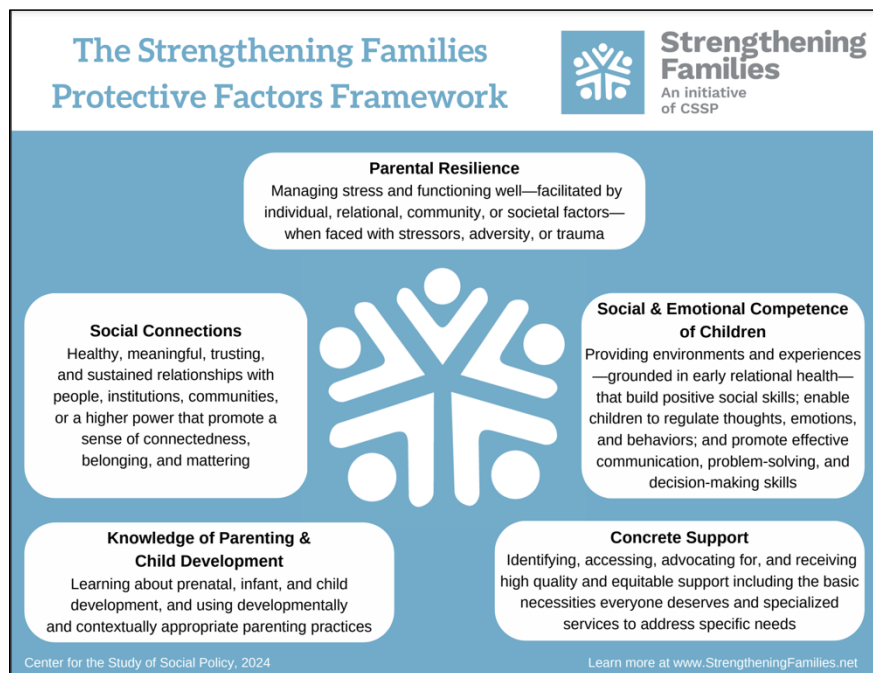 The Strengthening Families
Protective Factors Framework
Strengthening
Families
An initiative
of CSSP
Parental Resilience
Managing stress and functioning well—facilitated by
individual, relational, community, or societal factors—
when faced with stressors, adversity, or trauma
Social Connections
Healthy, meaningful, trusting,
and sustained relationships with
people, institutions, communities,
or a higher power that promote a
sense of connectedness,
belonging, and mattering
Social & Emotional Competence
of Children
Providing environments and experiences
—grounded in early relational health—
that build positive social skills; enable
children to regulate thoughts, emotions,
and behaviors; and promote effective
communication, problem-solving, and
decision-making skills
Knowledge of Parenting &
Child Development
Learning about prenatal, infant, and child
development, and using developmentally
and contextually appropriate parenting practices
Concrete Support
Identifying, accessing, advocating for, and receiving
high quality and equitable support including the basic
necessities everyone deserves and specialized
services to address specific needs
Center for the Study of Social Policy, 2024
Learn more at www.StrengtheningFamilies.net